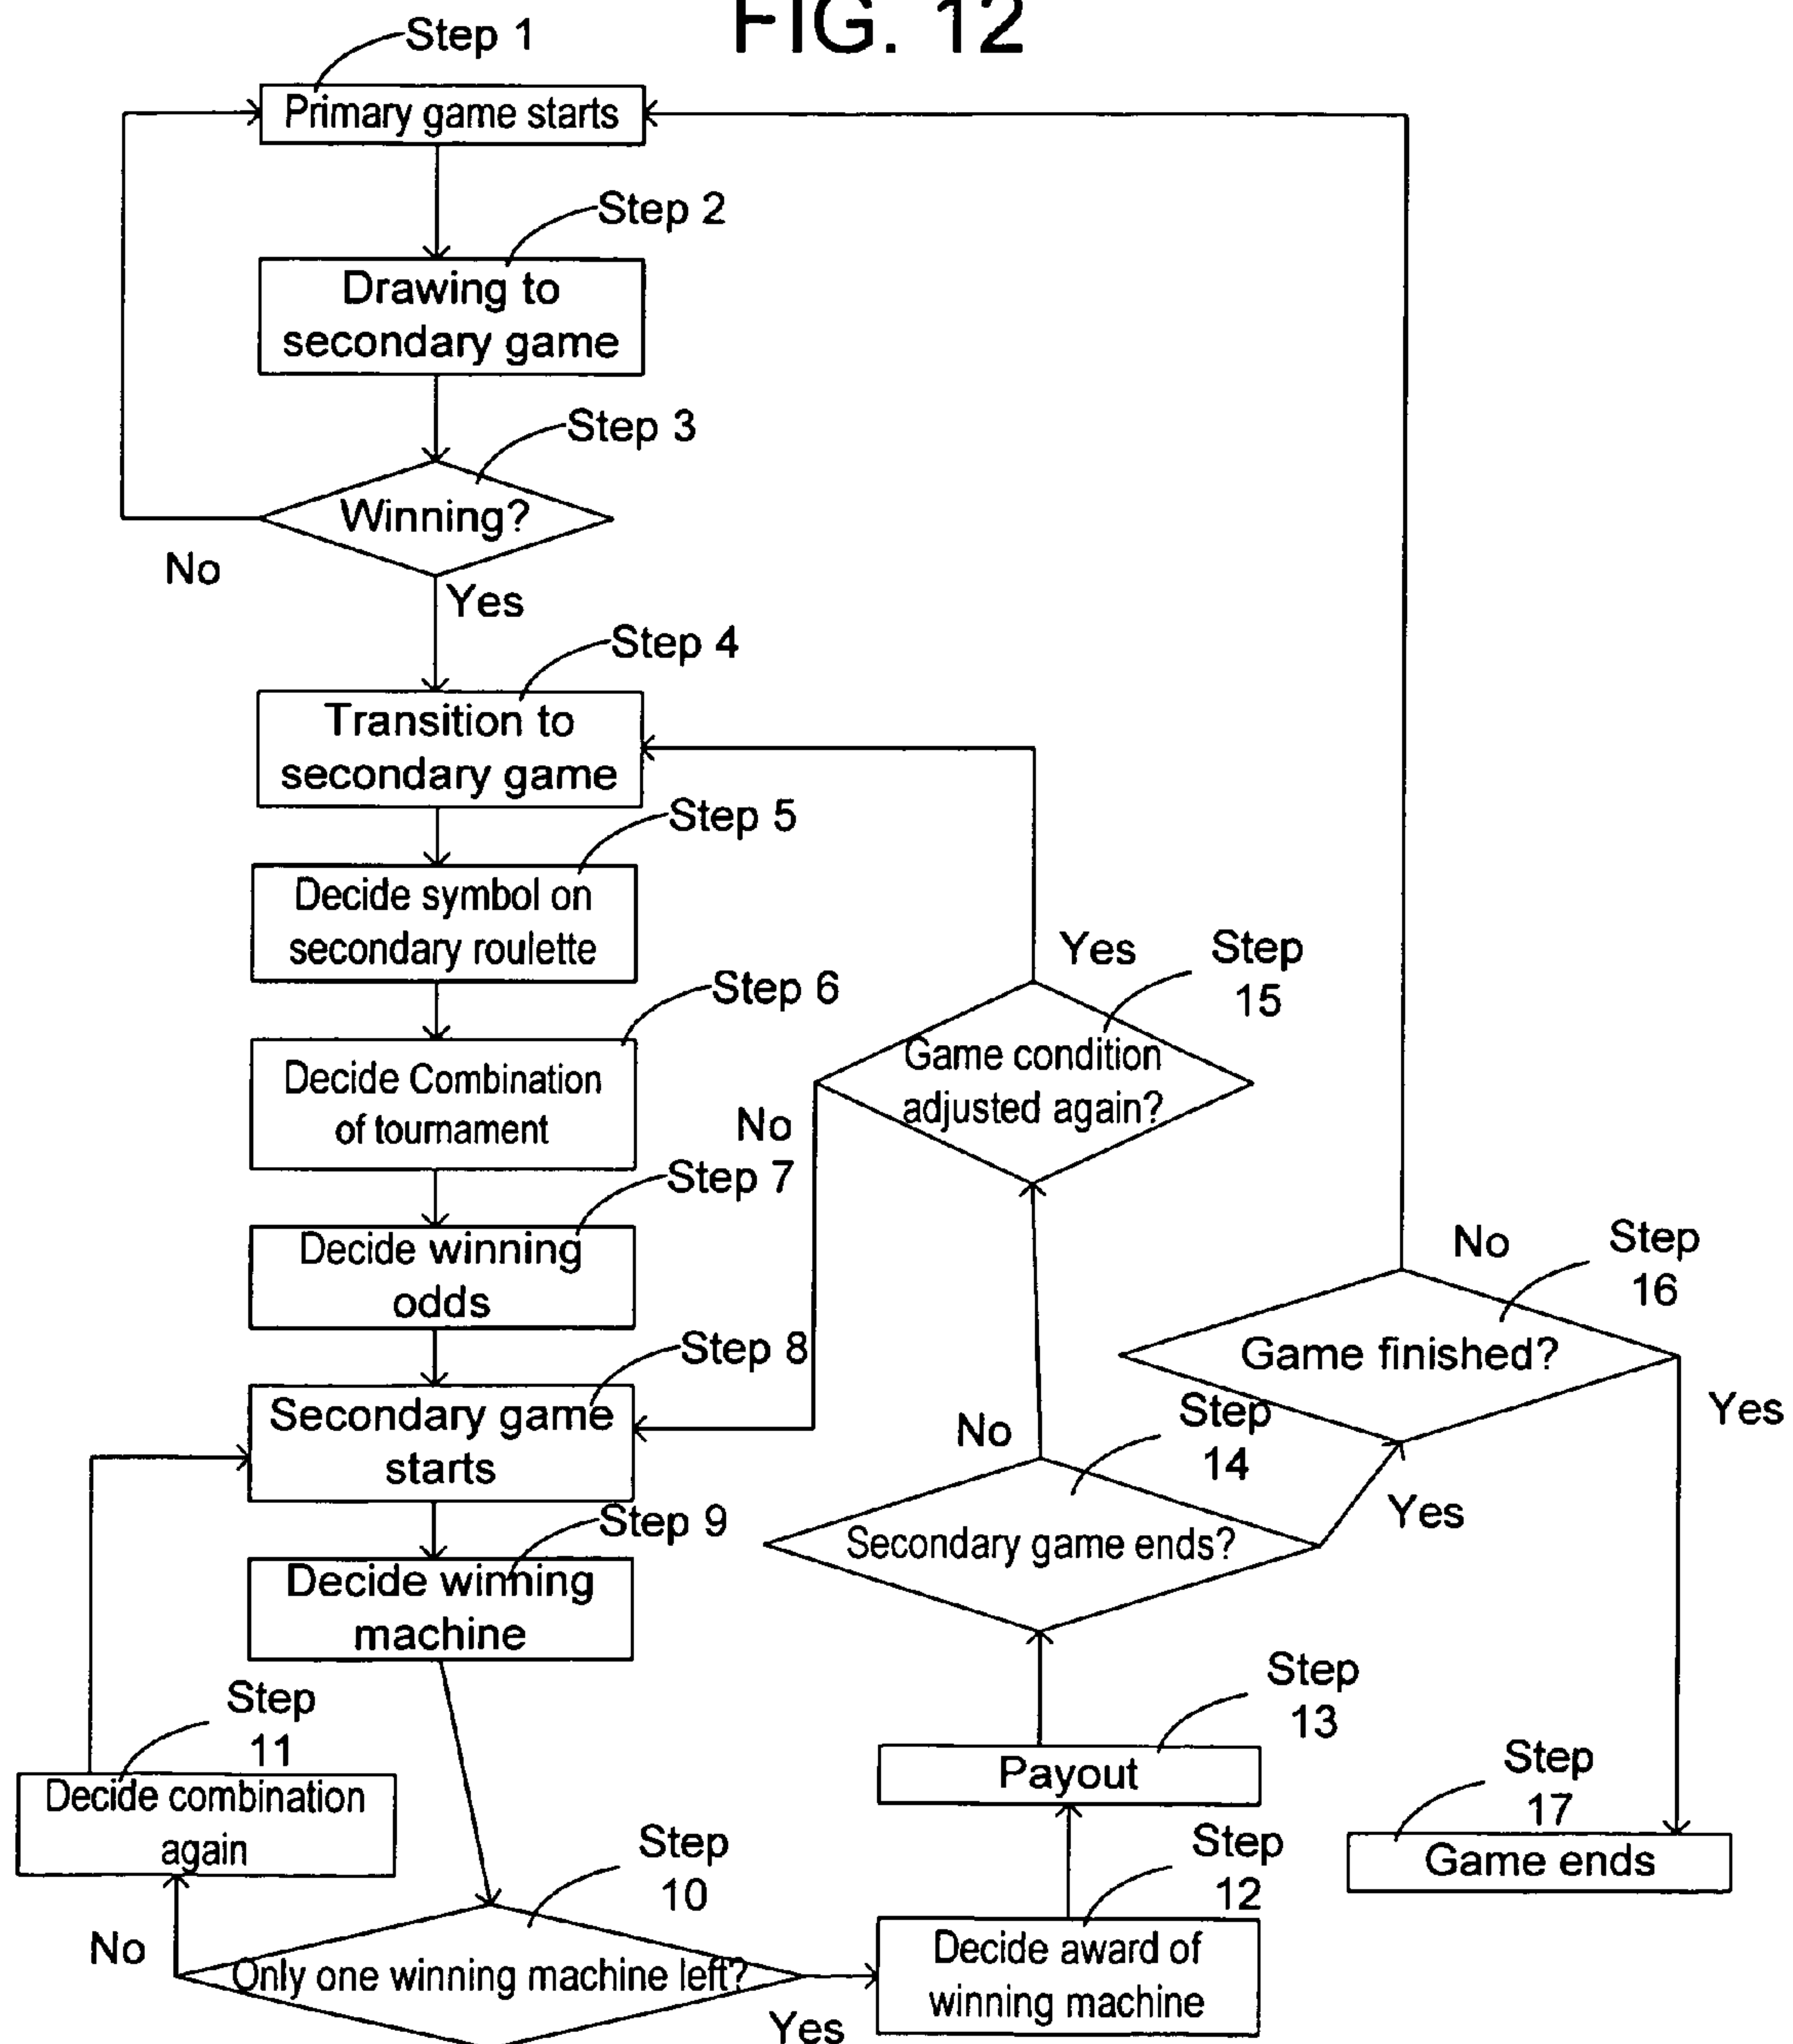 FIG. 12
Step 1
Primary game starts
Step 2
Drawing to
secondary game
Step 3
Winning?
No
Yes
Step 4
Transition to
secondary game
Step 5
Decide symbol on
secondary roulette
Step 6
Decide Combination
of tournament
Step 7
Decide winning
odds
Step 8
Secondary game
starts
Step 9
Decide winning
machine
Step
10
Only one winning machine left?
No
Yes
Step
11
Decide combination
again
Step
12
Decide award of
winning machine
Step
13
Payout
Step
14
Secondary game ends?
No
Yes
Step
15
Game condition
adjusted again?
Yes
No
Step
16
Game finished?
No
Yes
Step
17
Game ends